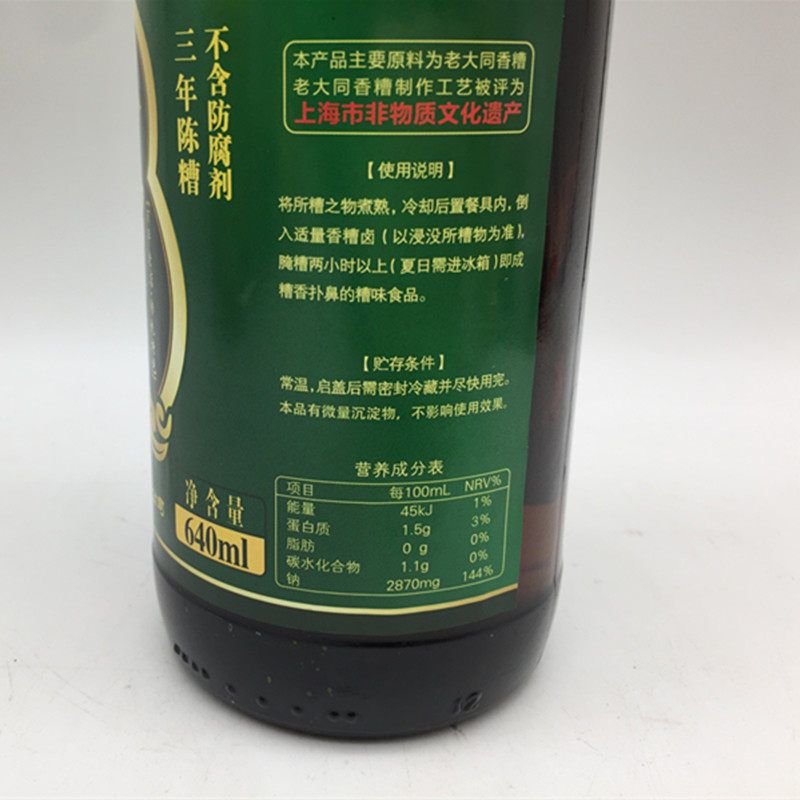 不含防腐剂
三年陈糟
本产品主要原料为老大同香糟
老大同香糟制作工艺被评为
上海市非物质文化遗产
【使用说明】
将所糟之物煮熟，冷却后置餐具内，倒
入适量香糟卤（以浸没所糟物为准），
腌糟两小时以上（夏日需进冰箱）即成
糟香扑鼻的糟味食品。
【贮存条件】
常温，启盖后需密封冷藏并尽快用完。
本品有微量沉淀物，不影响使用效果。
营养成分表
项目 每100mL NRV%
能量 45kJ 1%
蛋白质 1.5g 3%
脂肪 0 g 0%
碳水化合物 1.1g 0%
钠 2870mg 144%
净含量
640ml
12